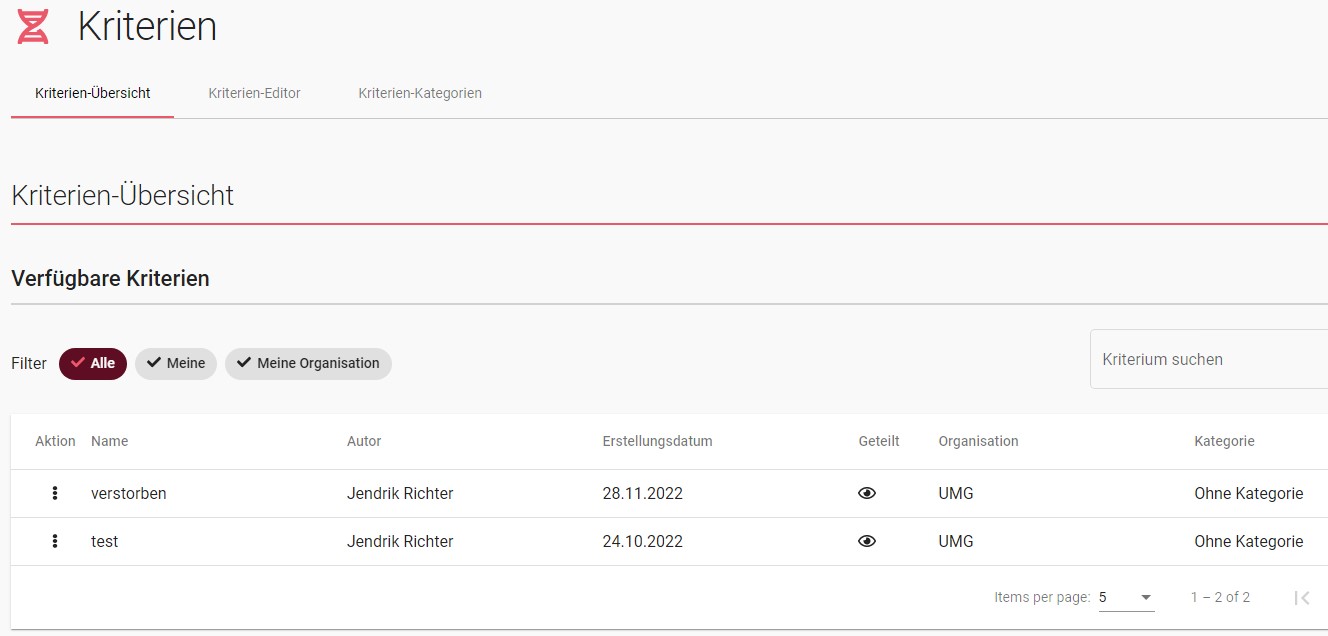 Kriterien
Kriterien-Übersicht Kriterien-Editor Kriterien-Kategorien
Kriterien-Übersicht
Verfügbare Kriterien
Filter Alle Meine Meine Organisation Kriterium suchen
Aktion Name Autor Erstellungsdatum Geteilt Organisation Kategorie
verstorben Jendrik Richter 28.11.2022 UMG Ohne Kategorie
test Jendrik Richter 24.10.2022 UMG Ohne Kategorie
Items per page: 5 1 – 2 of 2